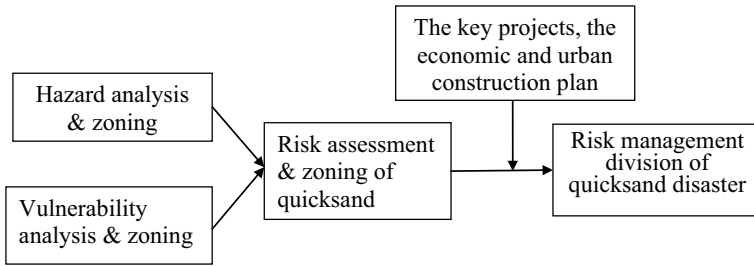 The key projects, the
economic and urban
construction plan
Hazard analysis
& zoning
Risk assessment
& zoning of
quicksand
Risk management
division of
quicksand disaster
Vulnerability
analysis & zoning